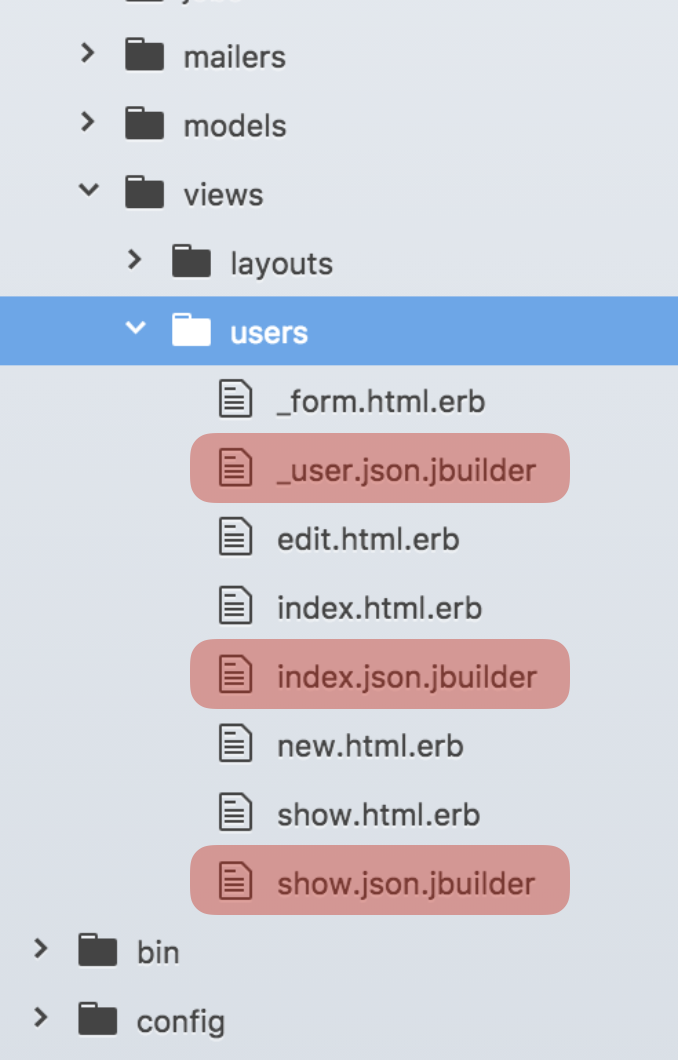 mailers
models
views
layouts
users
_form.html.erb
_user.json.jbuilder
edit.html.erb
index.html.erb
index.json.jbuilder
new.html.erb
show.html.erb
show.json.jbuilder
bin
config